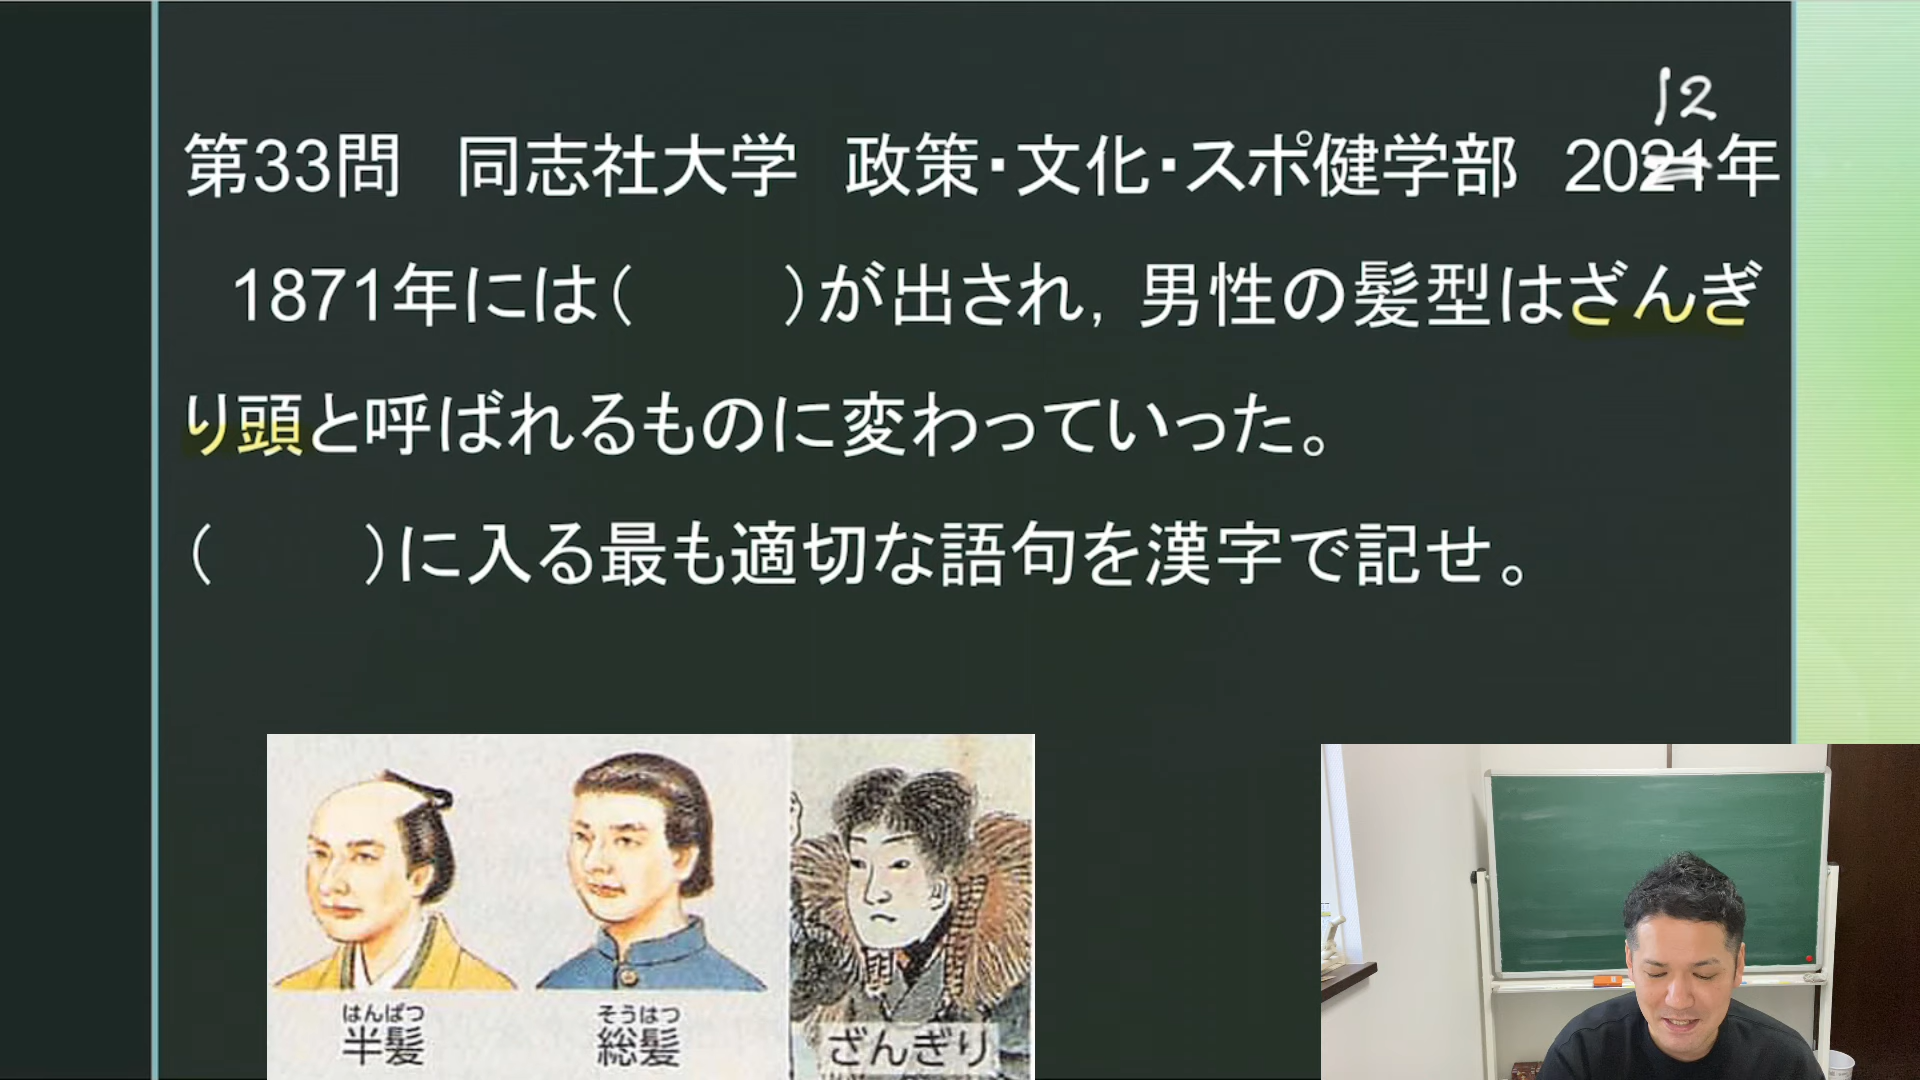 12
第33問 同志社大学 政策・文化・スポ健学部 2021年
1871年には( )が出され，男性の髪型はざんぎ
り頭と呼ばれるものに変わっていった。
( )に入る最も適切な語句を漢字で記せ。
はんぱつ
半髪
そうはつ
総髪
ざんぎり